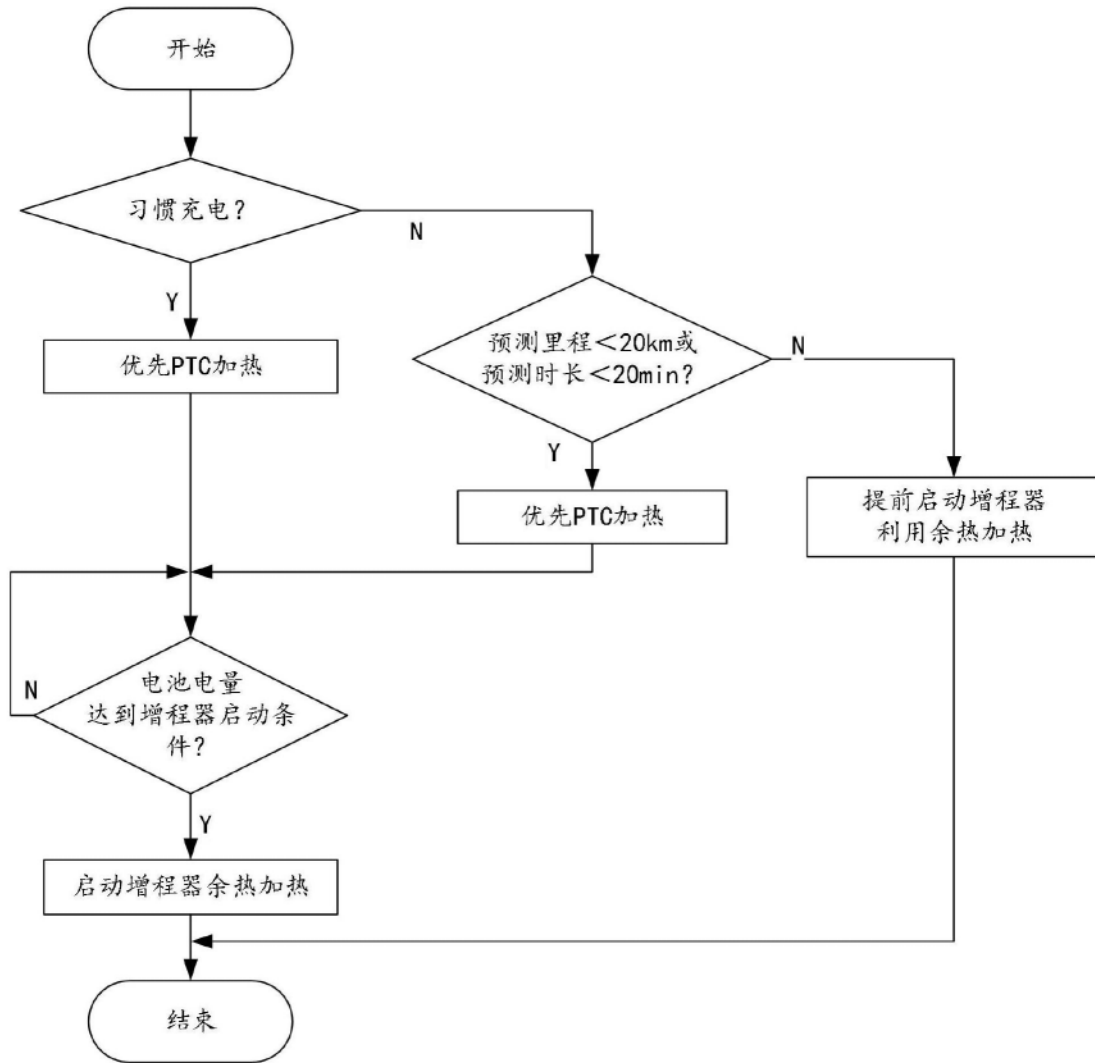 开始
习惯充电?
N
Y
优先PTC加热
预测里程<20km或
预测时长<20min?
N
Y
优先PTC加热
提前启动增程器
利用余热加热
电池电量
达到增程器启动条
件?
N
Y
启动增程器余热加热
结束